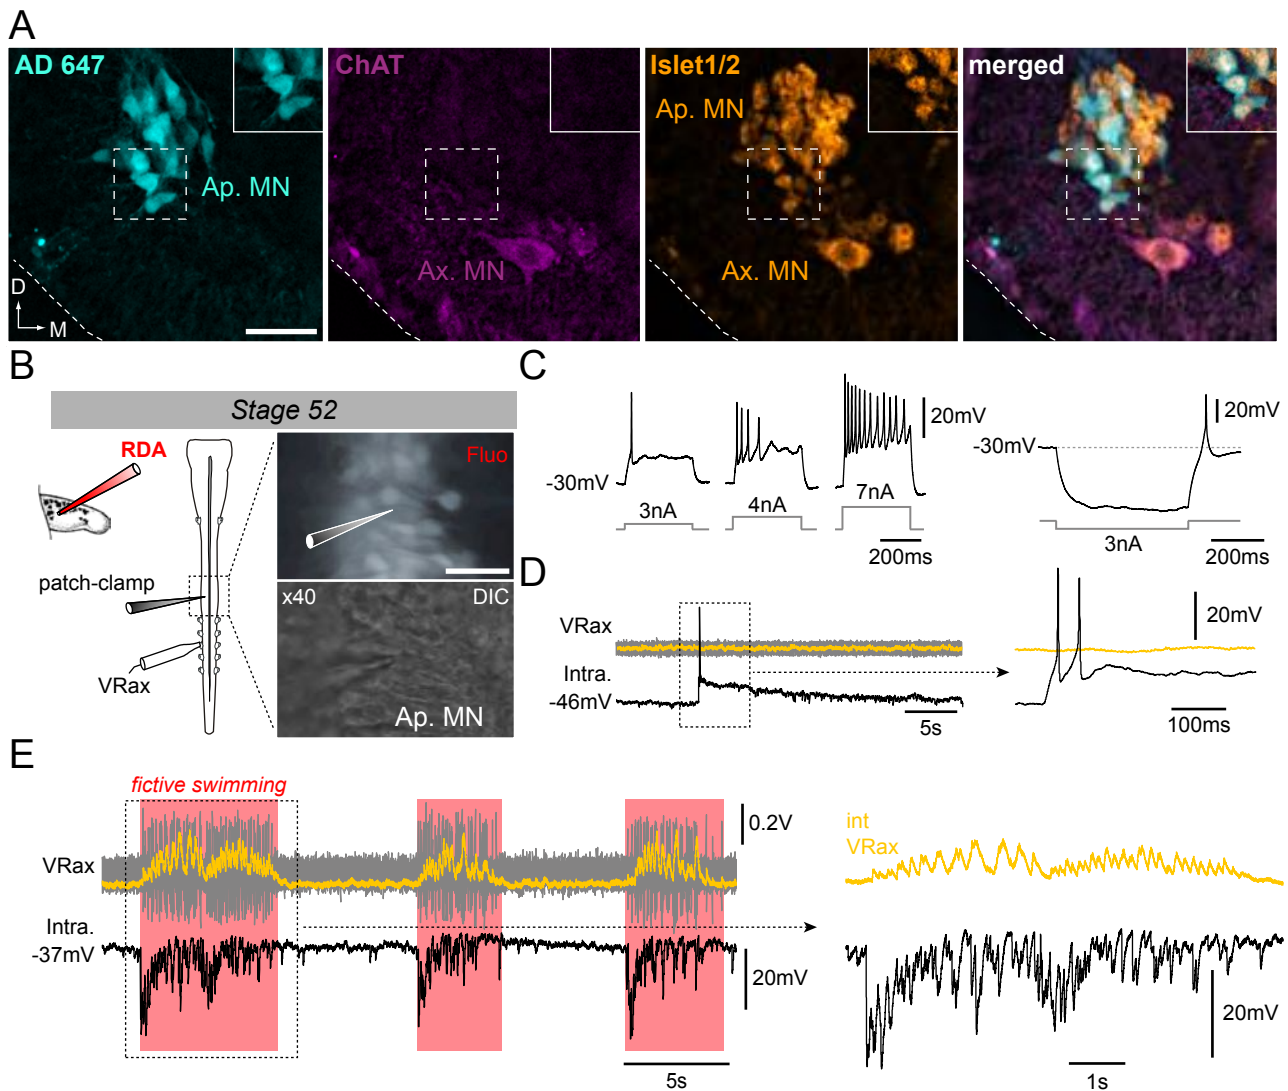 A
AD 647
Ap. MN
D
M
ChAT
Ax. MN
Islet1/2
Ap. MN
Ax. MN
merged
B
Stage 52
RDA
patch-clamp
VRax
Fluo
x40
DIC
Ap. MN
C
-30mV
3nA
4nA
7nA
20mV
200ms
-30mV
20mV
3nA
200ms
D
VRax
Intra.
-46mV
5s
20mV
100ms
E
fictive swimming
VRax
0.2V
Intra.
-37mV
20mV
5s
int
VRax
20mV
1s